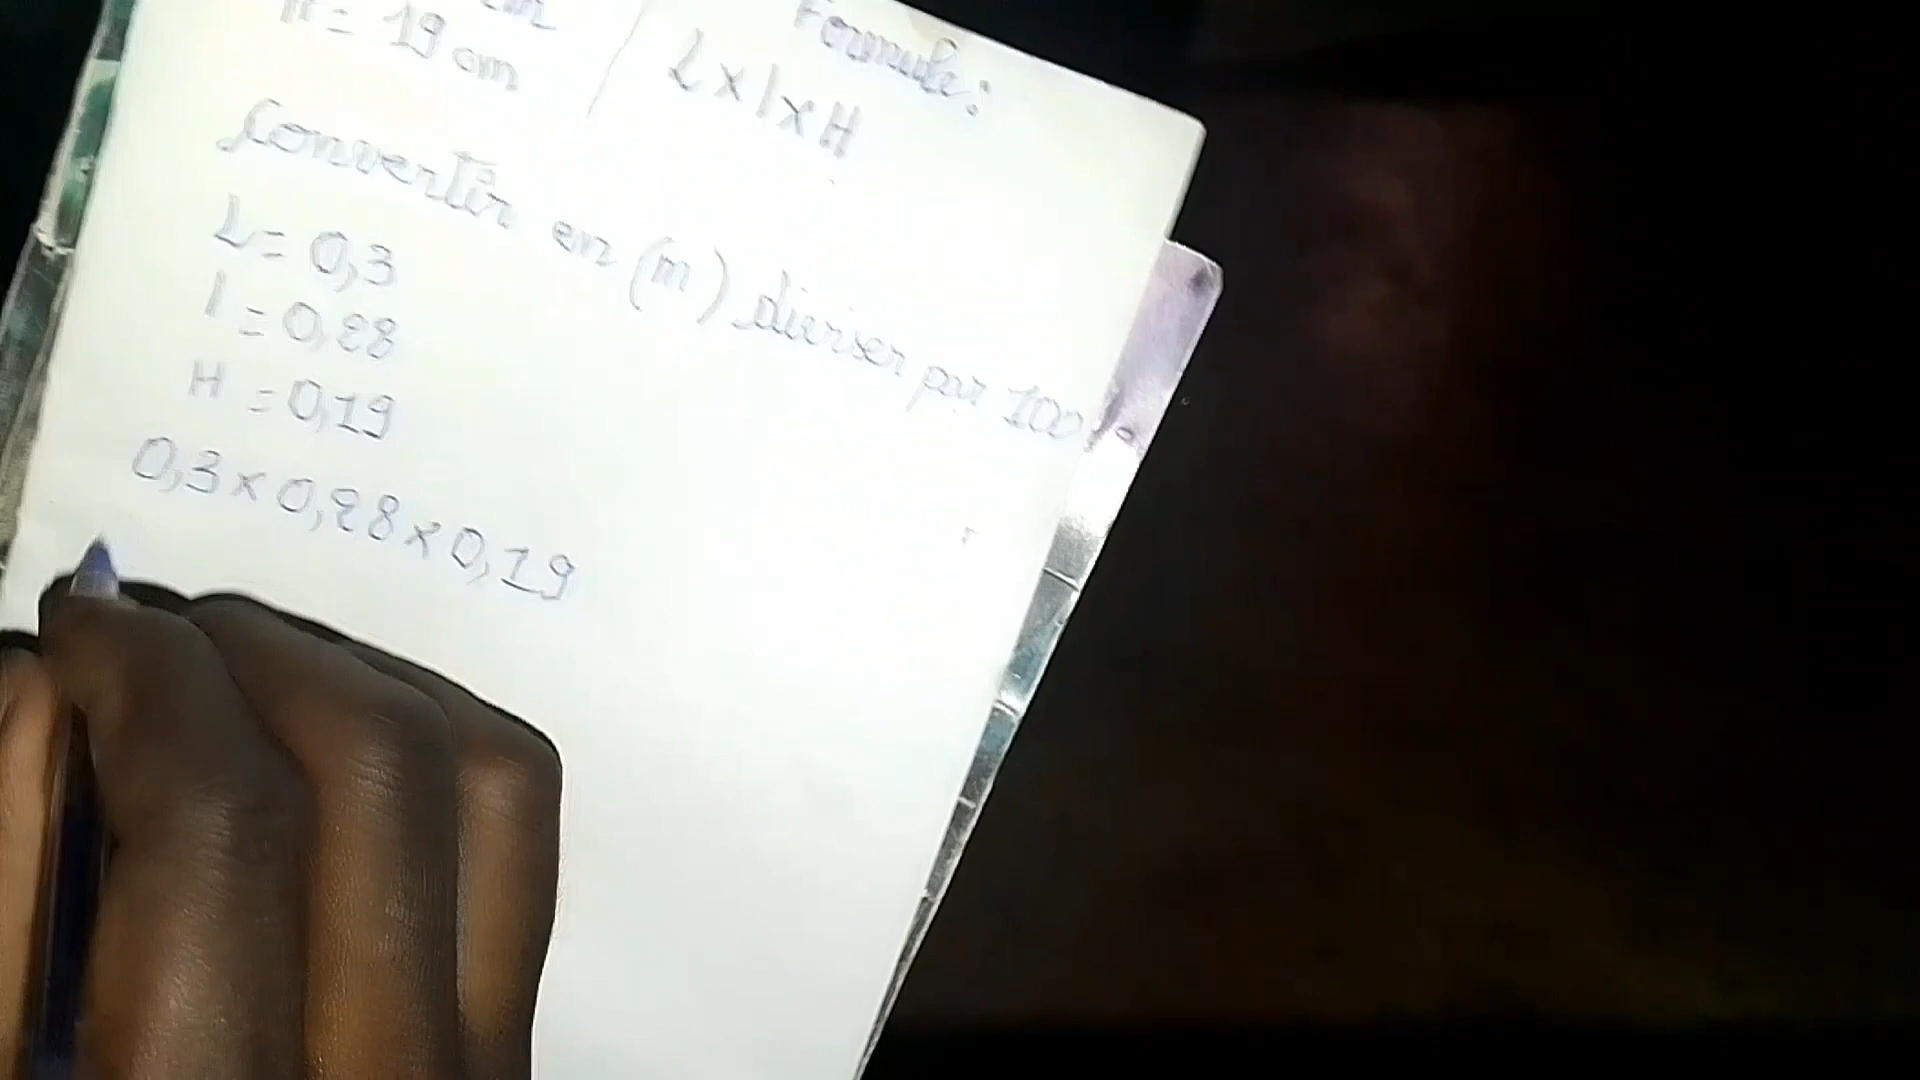 cm
H = 19 cm
Formule:
L x l x H
Convertir en (m) diviser par 100
L = 0,3
l = 0,28
H = 0,19
0,3 x 0,28 x 0,19